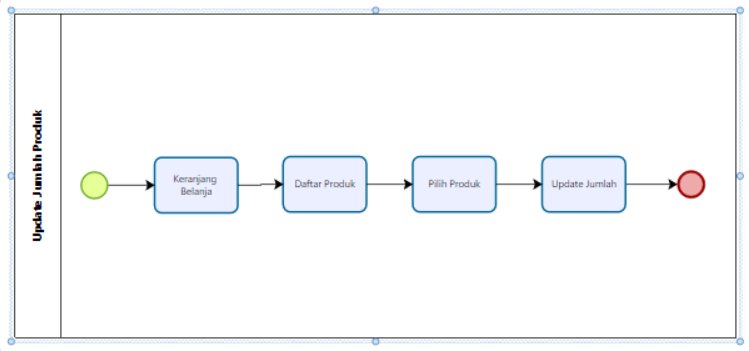 Update Jumlah Produk
Keranjang
Belanja
Daftar Produk
Pilih Produk
Update Jumlah